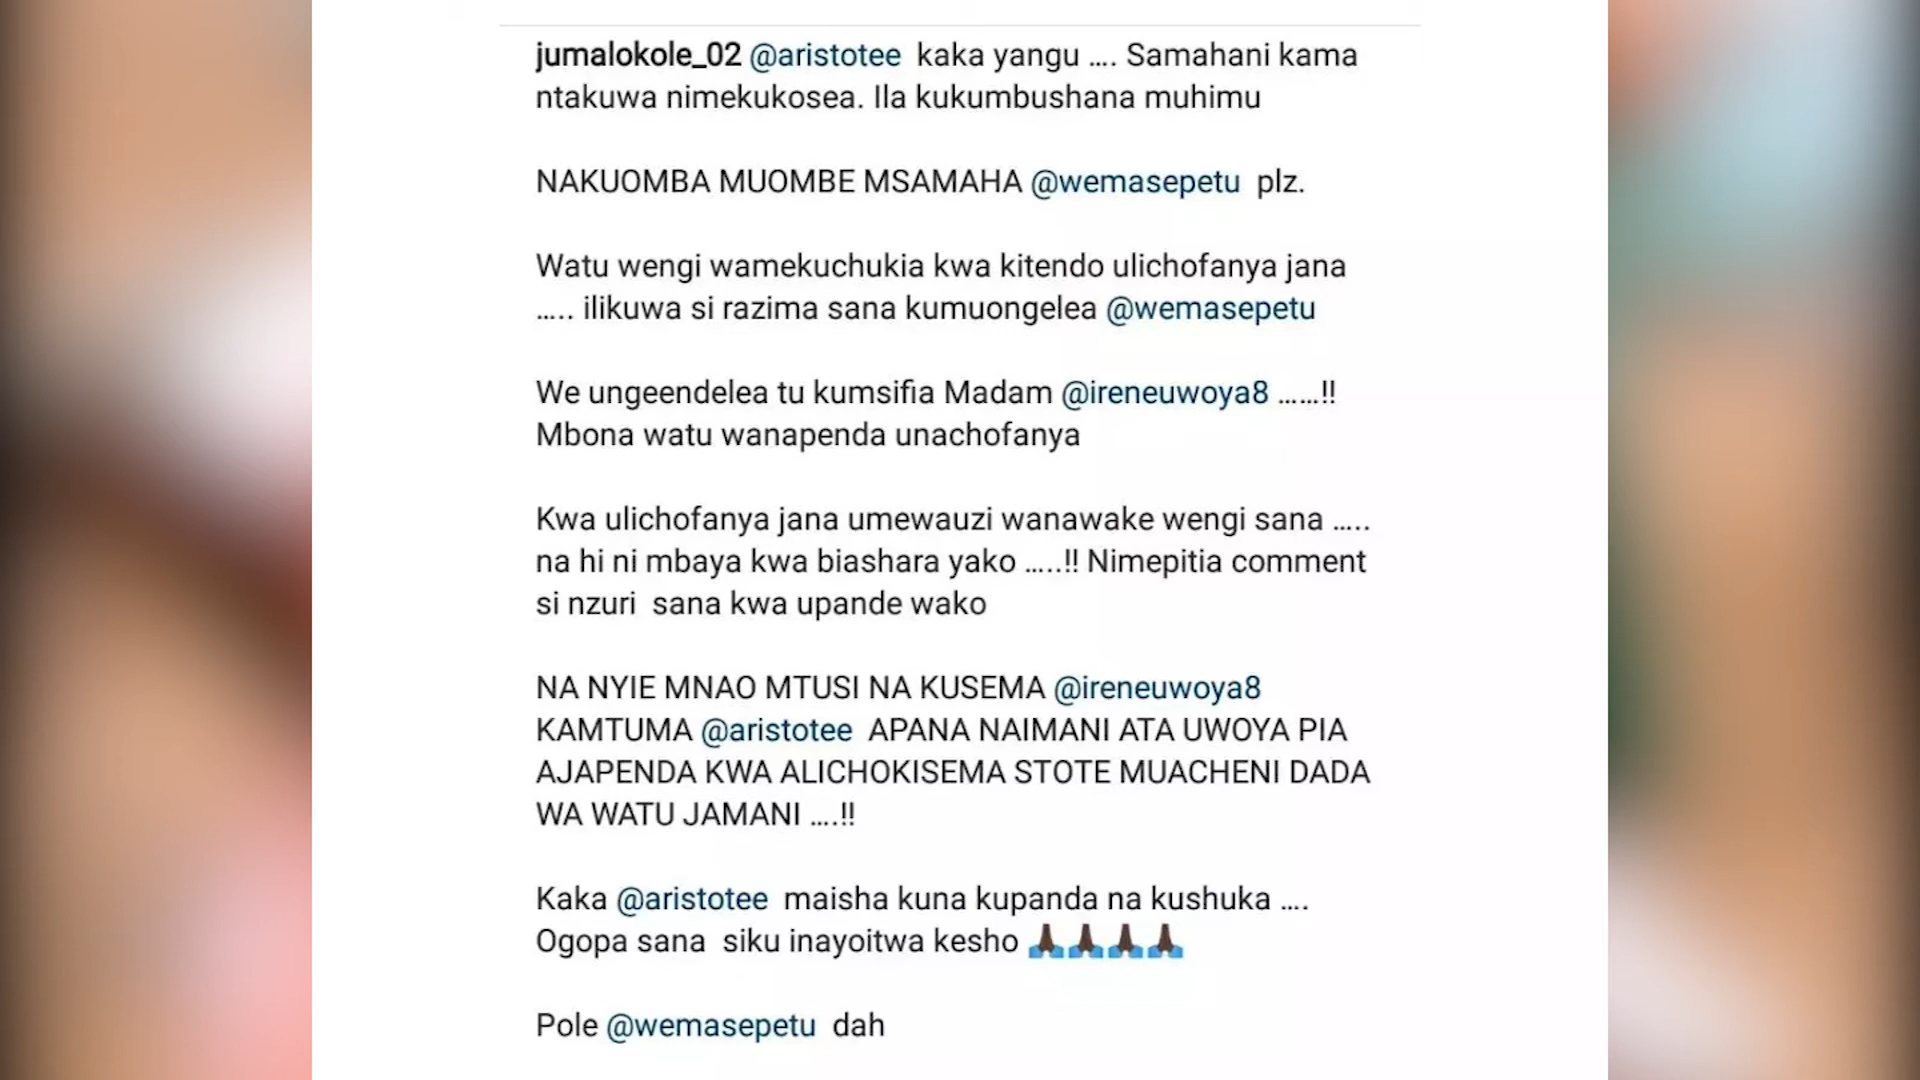 jumalokole_02 @aristotee kaka yangu .... Samahani kama
ntakuwa nimekukosea. Ila kukumbushana muhimu
NAKUOMBA MUOMBE MSAMAHA @wemasepetu plz.
Watu wengi wamekuchukia kwa kitendo ulichofanya jana
..... ilikuwa si razima sana kumuongelea @wemasepetu
We ungeendelea tu kumsifia Madam @ireneuwoya8 ......!!
Mbona watu wanapenda unachofanya
Kwa ulichofanya jana umewauzi wanawake wengi sana .....
na hi ni mbaya kwa biashara yako .....!! Nimepitia comment
si nzuri sana kwa upande wako
NA NYIE MNAO MTUSI NA KUSEMA @ireneuwoya8
KAMTUMA @aristotee APANA NAIMANI ATA UWOYA PIA
AJAPENDA KWA ALICHOKISEMA STOTE MUACHENI DADA
WA WATU JAMANI ....!!
Kaka @aristotee maisha kuna kupanda na kushuka ....
Ogopa sana siku inayoitwa kesho 🙏🏿🙏🏿🙏🏿🙏🏿
Pole @wemasepetu dah